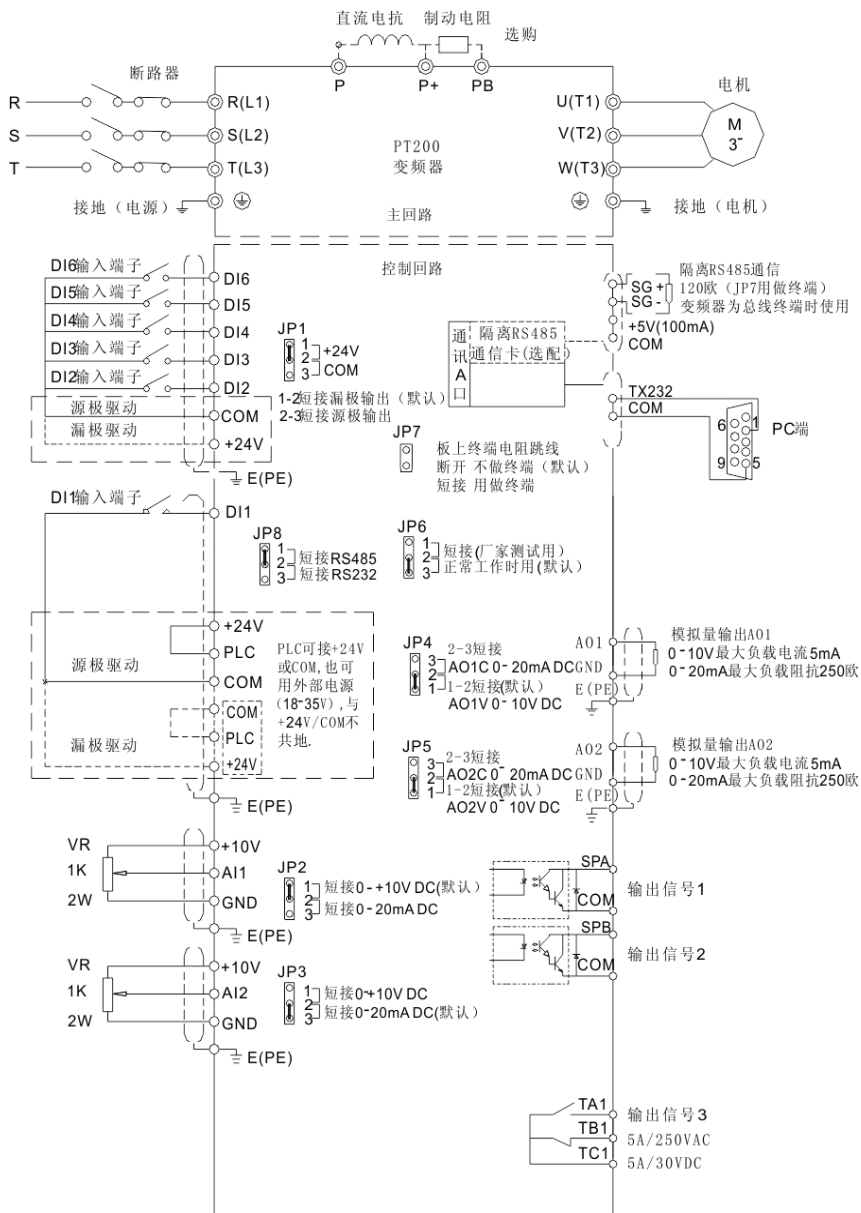 直流电抗 制动电阻 选购
P P+ PB
断路器
电机
R R(L1) U(T1)
S S(L2) V(T2)
T T(L3) W(T3)
M
3~
PT200
变频器
接地（电源）
接地（电机）
主回路
控制回路
DI6输入端子 DI6
DI5输入端子 DI5
DI4输入端子 DI4
DI3输入端子 DI3
DI2输入端子 DI2
源极驱动 COM
漏极驱动 +24V
E(PE)
JP1
1
2 +24V
3 COM
1-2短接漏极输出（默认）
2-3短接源极输出
通讯A口
隔离RS485
通信卡(选配)
SG +
SG -
+5V(100mA)
COM
隔离RS485通信
120欧（JP7用做终端）
变频器为总线终端时使用
TX232
COM
6 1
9 5
PC端
JP7
板上终端电阻跳线
断开 不做终端（默认）
短接 用做终端
DI1输入端子 DI1
JP8
1
2 短接RS485
3 短接RS232
JP6
1
2 短接(厂家测试用)
3 正常工作时用(默认)
+24V
PLC
源极驱动 COM
COM
漏极驱动 PLC
+24V
E(PE)
PLC可接+24V
或COM,也可
用外部电源
(18-35V),与
+24V/COM不
共地.
JP4
2-3短接
3 AO1C 0-20mA DC
2
1 1-2短接(默认)
AO1V 0-10V DC
AO1
GND
E(PE)
模拟量输出AO1
0-10V最大负载电流5mA
0-20mA最大负载阻抗250欧
JP5
2-3短接
3 AO2C 0-20mA DC
2
1 1-2短接(默认)
AO2V 0-10V DC
AO2
GND
E(PE)
模拟量输出AO2
0-10V最大负载电流5mA
0-20mA最大负载阻抗250欧
VR +10V
1K AI1
2W GND
E(PE)
JP2
1 短接0-+10V DC(默认)
2
3 短接0-20mA DC
VR +10V
1K AI2
2W GND
E(PE)
JP3
1 短接0-+10V DC
2
3 短接0-20mA DC(默认)
SPA
COM
输出信号1
SPB
COM
输出信号2
TA1 输出信号3
TB1 5A/250VAC
TC1 5A/30VDC